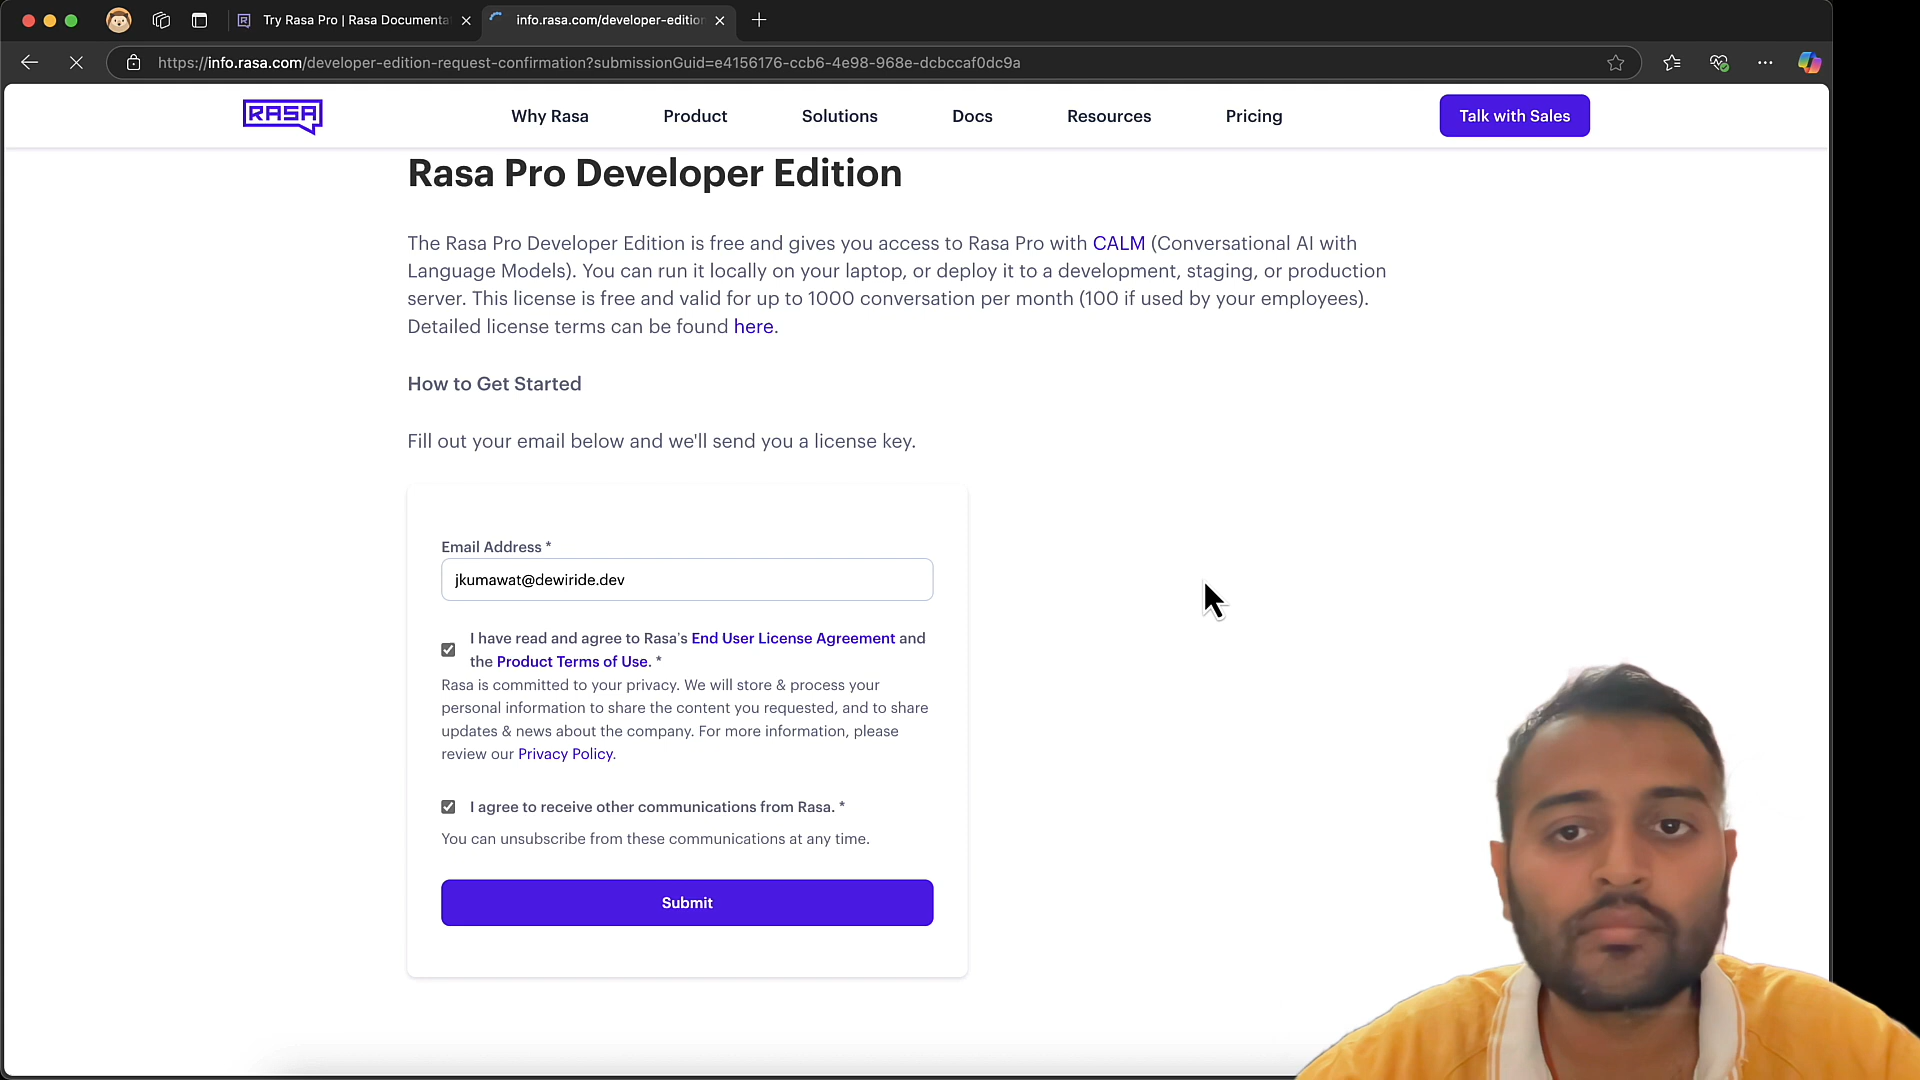 Try Rasa Pro | Rasa Documenta
info.rasa.com/developer-edition
https://info.rasa.com/developer-edition-request-confirmation?submissionGuid=e4156176-ccb6-4e98-968e-dcbccaf0dc9a
RASA
Why Rasa
Product
Solutions
Docs
Resources
Pricing
Talk with Sales
Rasa Pro Developer Edition
The Rasa Pro Developer Edition is free and gives you access to Rasa Pro with CALM (Conversational AI with
Language Models). You can run it locally on your laptop, or deploy it to a development, staging, or production
server. This license is free and valid for up to 1000 conversation per month (100 if used by your employees).
Detailed license terms can be found here.
How to Get Started
Fill out your email below and we'll send you a license key.
Email Address *
jkumawat@dewiride.dev
I have read and agree to Rasa's End User License Agreement and
the Product Terms of Use. *
Rasa is committed to your privacy. We will store & process your
personal information to share the content you requested, and to share
updates & news about the company. For more information, please
review our Privacy Policy.
I agree to receive other communications from Rasa. *
You can unsubscribe from these communications at any time.
Submit